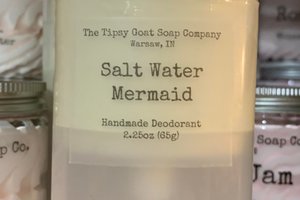 The Tipsy Goat Soap Company
Warsaw, IN
Salt Water
Mermaid
Handmade Deodorant
2.25oz (65g)
p Co.
Soap Co
Jam
Ro